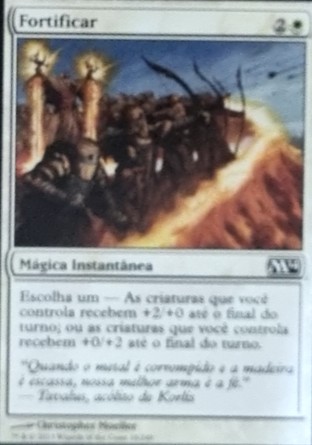 Fortificar 2
Mágica Instantânea
Escolha um — As criaturas que você
controla recebem +2/+0 até o final do
turno; ou as criaturas que você controla
recebem +0/+2 até o final do turno.
"Quando o metal é corrompido e a madeira
é escassa, nossa melhor arma é a fé."
— Tavalus, acólito de Korlis
Christopher Moeller